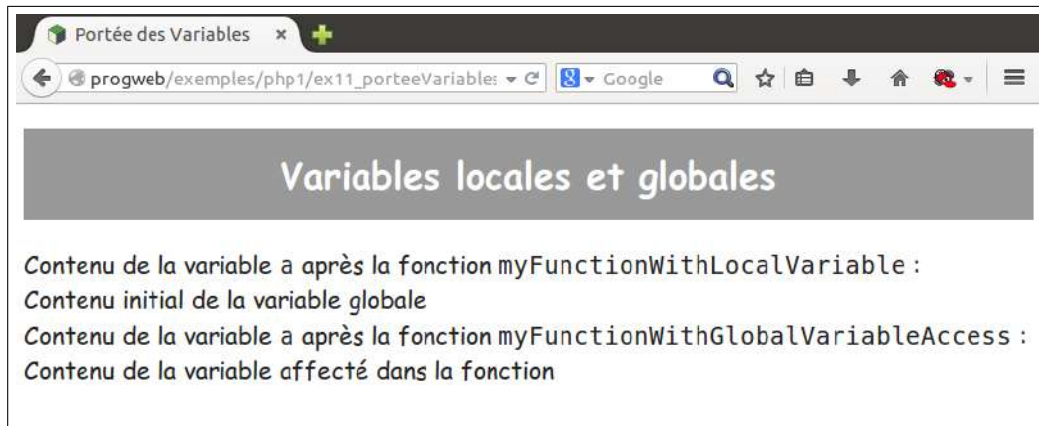 Portée des Variables
progweb/exemples/php1/ex11_porteeVariables
Google
Variables locales et globales
Contenu de la variable a après la fonction myFunctionWithLocalVariable :
Contenu initial de la variable globale
Contenu de la variable a après la fonction myFunctionWithGlobalVariableAccess :
Contenu de la variable affecté dans la fonction